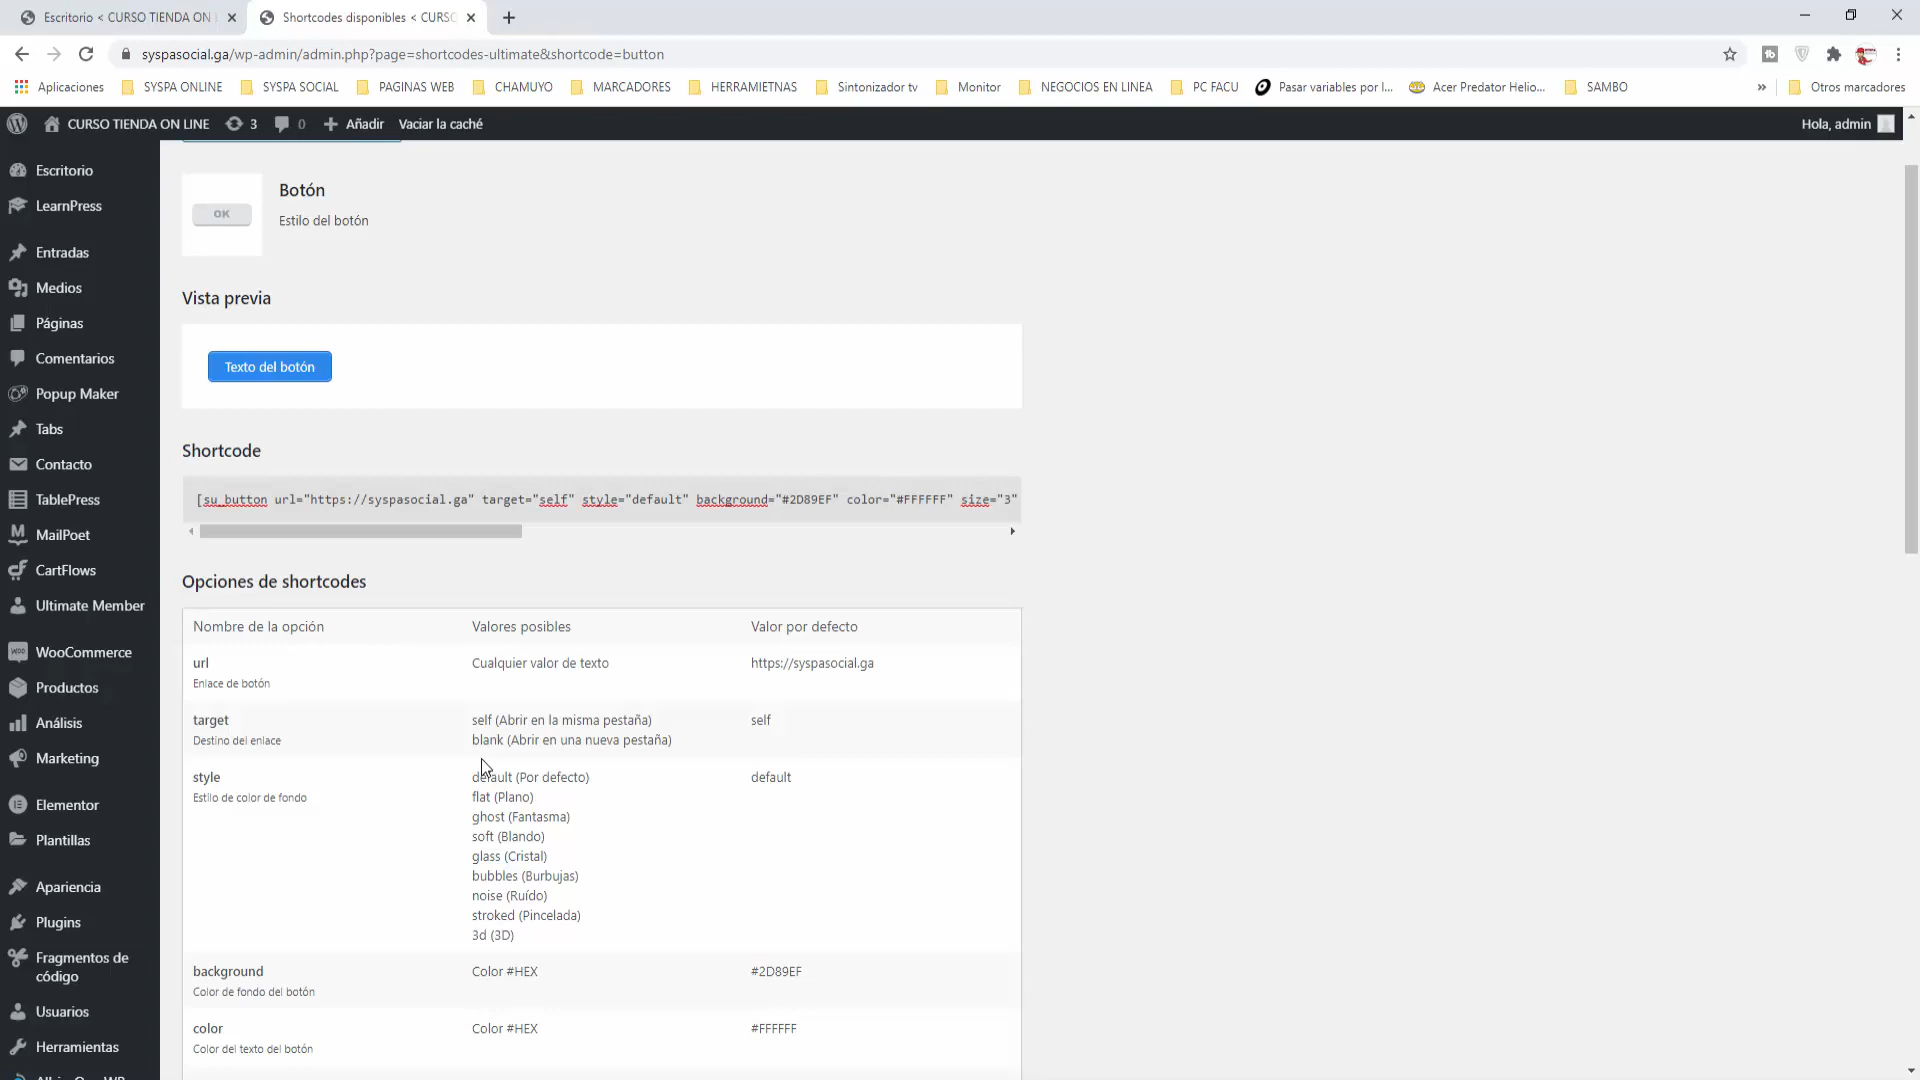 Escritorio < CURSO TIENDA ON L
Shortcodes disponibles < CURSO
syspasocial.ga/wp-admin/admin.php?page=shortcodes-ultimate&shortcode=button
Aplicaciones
SYSPA ONLINE
SYSPA SOCIAL
PAGINAS WEB
CHAMUYO
MARCADORES
HERRAMIETNAS
Sintonizador tv
Monitor
NEGOCIOS EN LINEA
PC FACU
Pasar variables por l...
Acer Predator Helio...
SAMBO
»
Otros marcadores
CURSO TIENDA ON LINE
3
0
Añadir
Vaciar la caché
Hola, admin
Escritorio
LearnPress
Entradas
Medios
Páginas
Comentarios
Popup Maker
Tabs
Contacto
TablePress
MailPoet
CartFlows
Ultimate Member
WooCommerce
Productos
Análisis
Marketing
Elementor
Plantillas
Apariencia
Plugins
Fragmentos de
código
Usuarios
Herramientas
OK
Botón
Estilo del botón
Vista previa
Texto del botón
Shortcode
[su_button url="https://syspasocial.ga" target="self" style="default" background="#2D89EF" color="#FFFFFF" size="3"
Opciones de shortcodes
Nombre de la opción Valores posibles Valor por defecto
url Cualquier valor de texto https://syspasocial.ga
Enlace de botón
target self (Abrir en la misma pestaña) self
Destino del enlace blank (Abrir en una nueva pestaña)
style default (Por defecto) default
Estilo de color de fondo flat (Plano)
ghost (Fantasma)
soft (Blando)
glass (Cristal)
bubbles (Burbujas)
noise (Ruído)
stroked (Pincelada)
3d (3D)
background Color #HEX #2D89EF
Color de fondo del botón
color Color #HEX #FFFFFF
Color del texto del botón